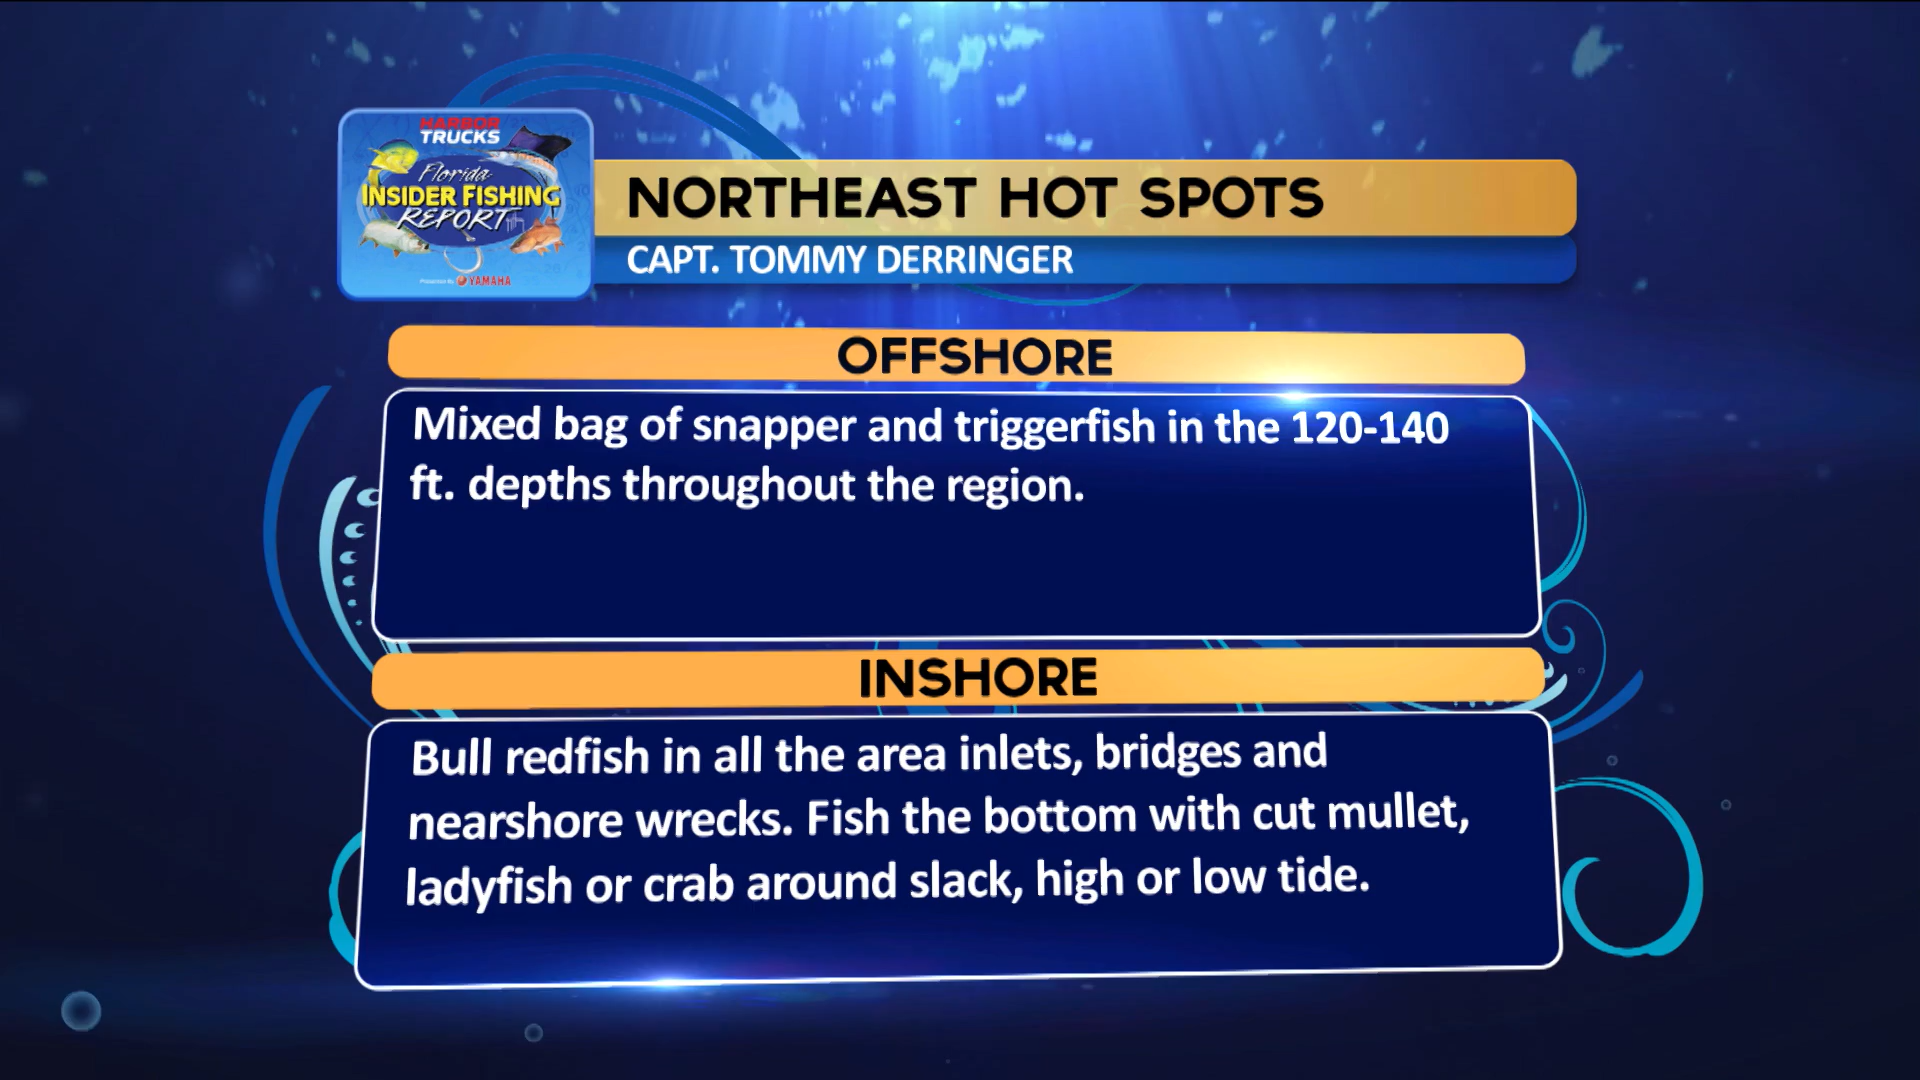 HARBOR
TRUCKS
Florida
INSIDER FISHING
REPORT
Presented By YAMAHA
NORTHEAST HOT SPOTS
CAPT. TOMMY DERRINGER
OFFSHORE
Mixed bag of snapper and triggerfish in the 120-140
ft. depths throughout the region.
INSHORE
Bull redfish in all the area inlets, bridges and
nearshore wrecks. Fish the bottom with cut mullet,
ladyfish or crab around slack, high or low tide.